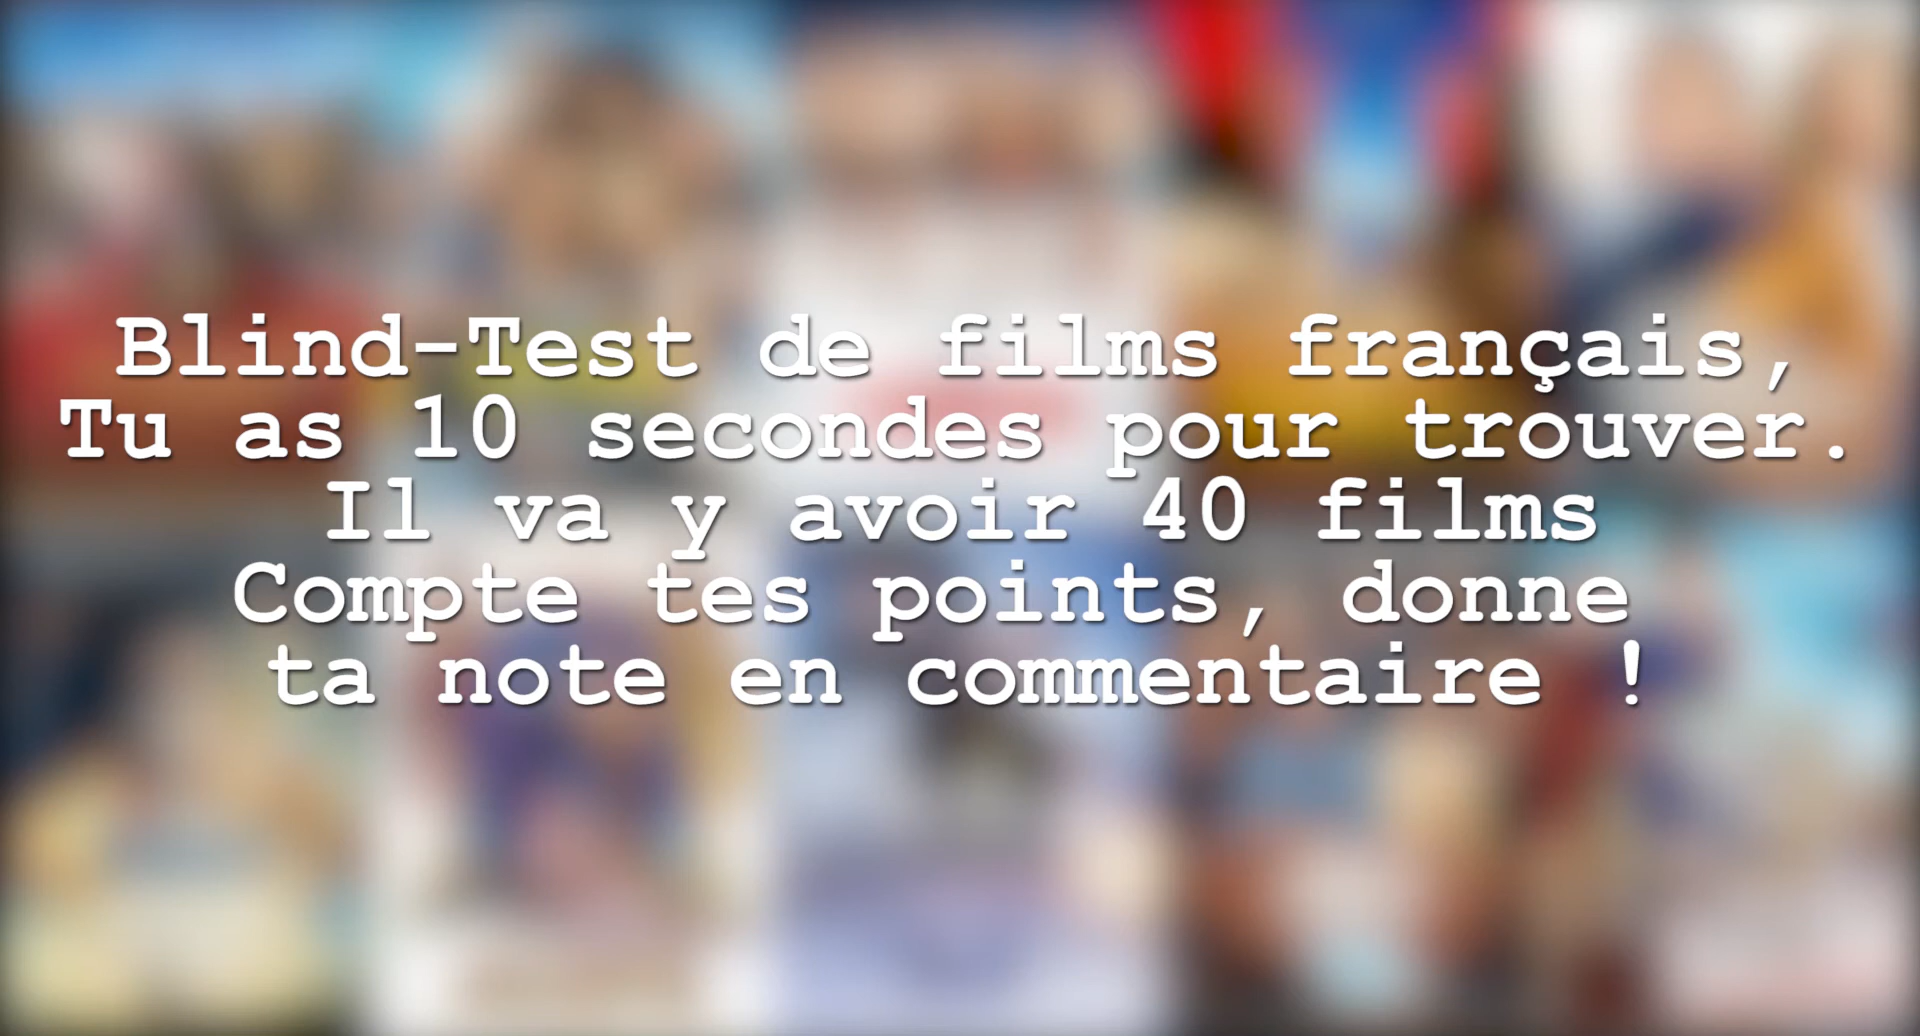 Blind-Test de films français,
Tu as 10 secondes pour trouver.
Il va y avoir 40 films
Compte tes points, donne
ta note en commentaire !